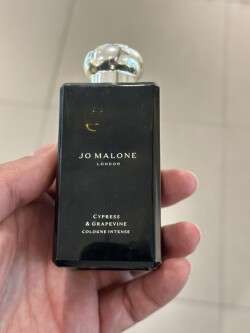 JO MALONE
LONDON
CYPRESS
& GRAPEVINE
COLOGNE INTENSE